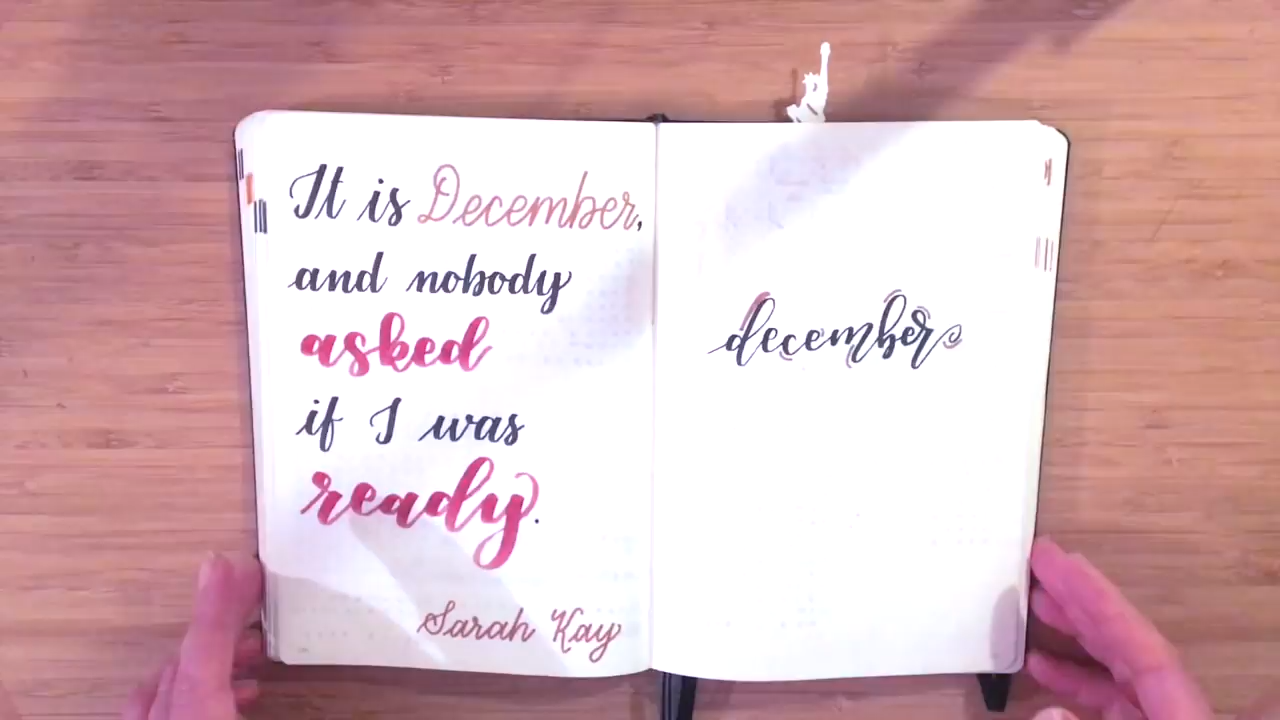 It is December,
and nobody
asked
if I was
ready.
Sarah Kay
december